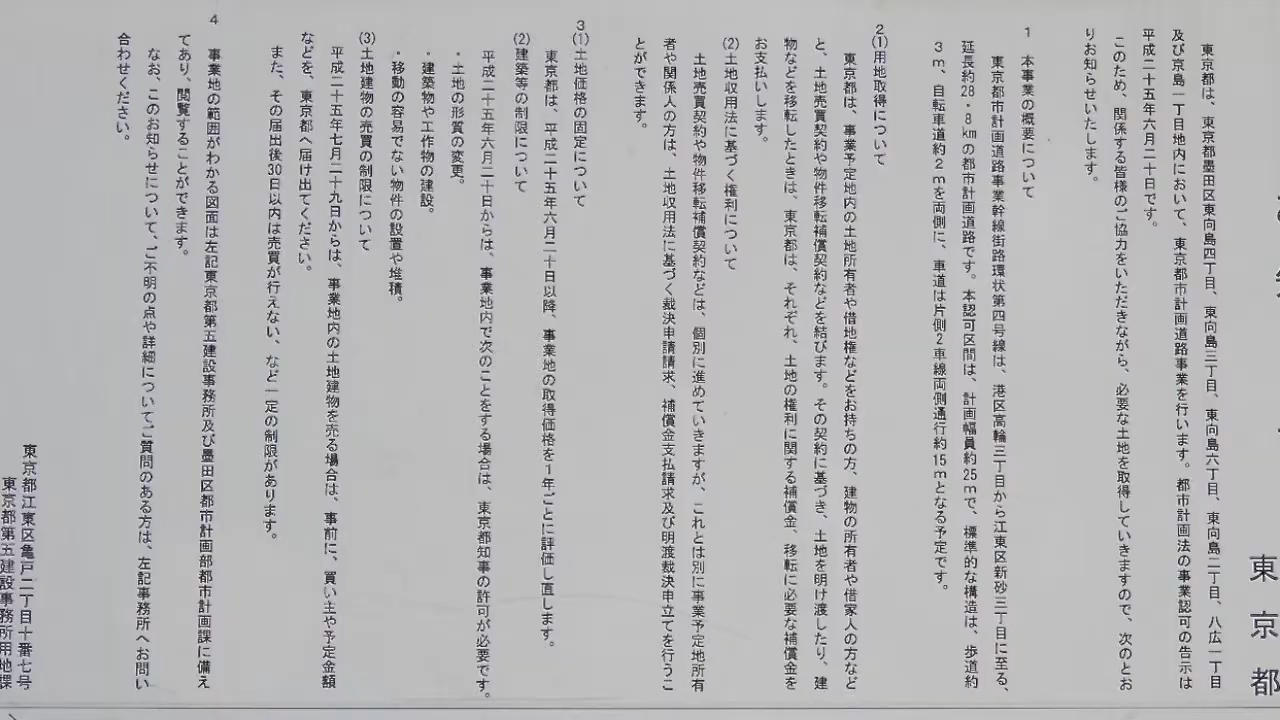 東京都
東京都は、東京都墨田区東向島四丁目、東向島三丁目、東向島六丁目、東向島二丁目、八広一丁目
及び京島一丁目地内において、東京都市計画道路事業を行います。都市計画法の事業認可の告示は
平成二十五年六月二十日です。
このため、関係する皆様のご協力をいただきながら、必要な土地を取得していきますので、次のとお
りお知らせいたします。
1 本事業の概要について
東京都市計画道路事業幹線街路環状第四号線は、港区高輪三丁目から江東区新砂三丁目に至る、
延長約28・8kmの都市計画道路です。本認可区間は、計画幅員約25mで、標準的な構造は、歩道約
3m、自転車道約2mを両側に、車道は片側2車線両側通行約15mとなる予定です。
2(1)用地取得について
東京都は、事業予定地内の土地所有者や借地権などをお持ちの方、建物の所有者や借家人の方など
と、土地売買契約や物件移転補償契約などを結びます。その契約に基づき、土地を明け渡したり、建
物などを移転したときは、東京都は、それぞれ、土地の権利に関する補償金、移転に必要な補償金を
お支払いします。
(2)土地収用法に基づく権利について
土地売買契約や物件移転補償契約などは、個別に進めていきますが、これとは別に事業予定地所有
者や関係人の方は、土地収用法に基づく裁決申請請求、補償金支払請求及び明渡裁決申立てを行うこ
とができます。
3(1)土地価格の固定について
東京都は、平成二十五年六月二十日以降、事業地の取得価格を1年ごとに評価し直します。
(2)建築等の制限について
平成二十五年六月二十日からは、事業地内で次のことをする場合は、東京都知事の許可が必要です。
・土地の形質の変更。
・建築物や工作物の建設。
・移動の容易でない物件の設置や堆積。
(3)土地建物の売買の制限について
平成二十五年七月二十九日からは、事業地内の土地建物を売る場合は、事前に、買い主や予定金額
などを、東京都へ届け出てください。
また、その届出後30日以内は売買が行えない、など一定の制限があります。
4
事業地の範囲がわかる図面は左記東京都第五建設事務所及び墨田区都市計画部都市計画課に備え
てあり、閲覧することができます。
なお、このお知らせについて、ご不明の点や詳細についてご質問のある方は、左記事務所へお問い
合わせください。
東京都江東区亀戸二丁目十番七号
東京都第五建設事務所用地課